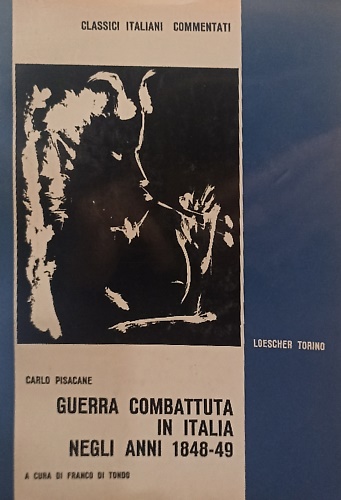 CLASSICI ITALIANI COMMENTATI
LOESCHER TORINO
CARLO PISACANE
GUERRA COMBATTUTA
IN ITALIA
NEGLI ANNI 1848-49
A CURA DI FRANCO DI TONDO